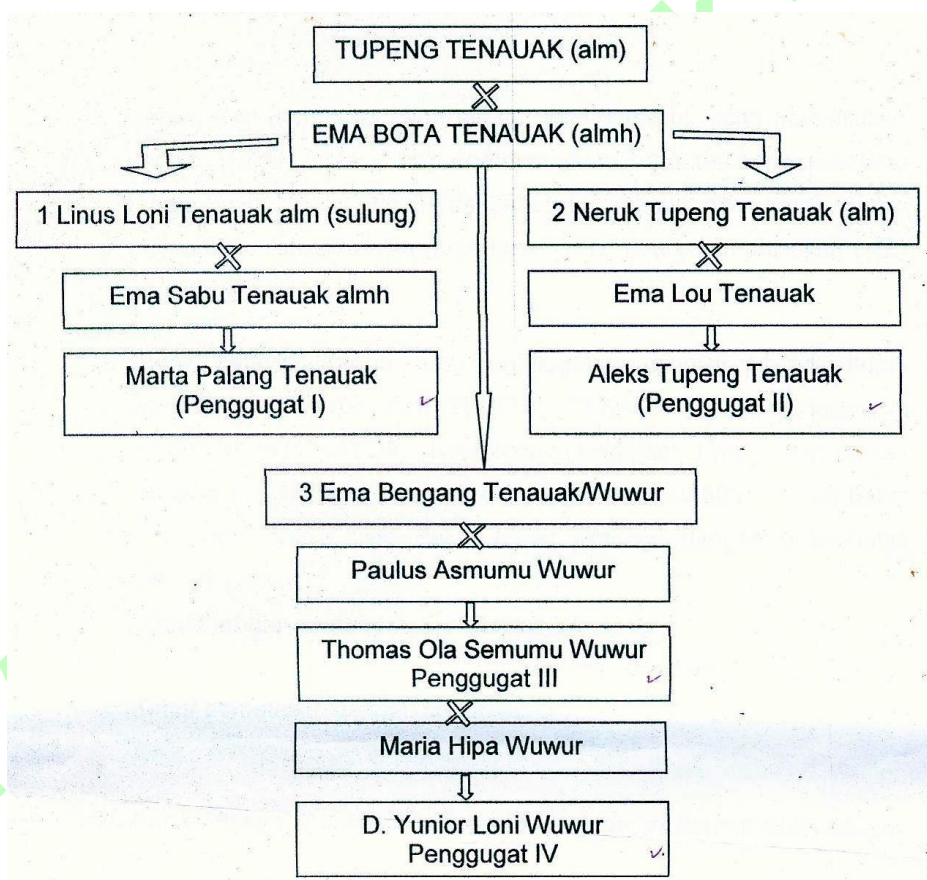 TUPENG TENAUAK (alm)
EMA BOTA TENAUAK (almh)
1 Linus Loni Tenauak alm (sulung)
2 Neruk Tupeng Tenauak (alm)
Ema Sabu Tenauak almh
Ema Lou Tenauak
Marta Palang Tenauak
(Penggugat I)
Aleks Tupeng Tenauak
(Penggugat II)
3 Ema Bengang Tenauak/Wuwur
Paulus Asmumu Wuwur
Thomas Ola Semumu Wuwur
Penggugat III
Maria Hipa Wuwur
D. Yunior Loni Wuwur
Penggugat IV